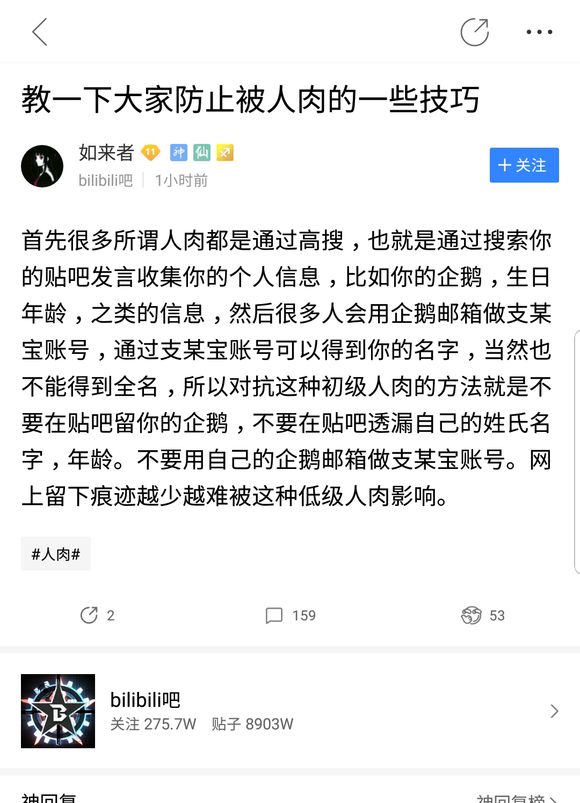 教一下大家防止被人肉的一些技巧
如来者 11 神 仙
bilibili吧 1小时前
+关注
首先很多所谓人肉都是通过高搜，也就是通过搜索你
的贴吧发言收集你的个人信息，比如你的企鹅，生日
年龄，之类的信息，然后很多人会用企鹅邮箱做支某
宝账号，通过支某宝账号可以得到你的名字，当然也
不能得到全名，所以对抗这种初级人肉的方法就是不
要在贴吧留你的企鹅，不要在贴吧透漏自己的姓氏名
字，年龄。不要用自己的企鹅邮箱做支某宝账号。网
上留下痕迹越少越难被这种低级人肉影响。
#人肉#
2 159 53
B
bilibili吧
关注 275.7W 贴子 8903W
神回复 神回复榜